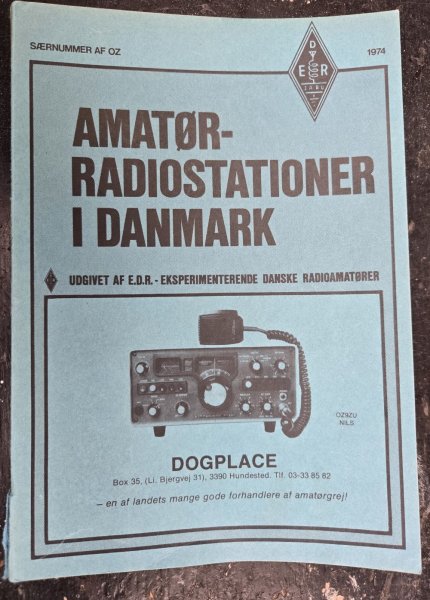 SÆRNUMMER AF OZ
1974
D
E R
AMATØR-
RADIOSTATIONER
I DANMARK
UDGIVET AF E.D.R. - EKSPERIMENTERENDE DANSKE RADIOAMATØRER
OZ9ZU
NILS
DOGPLACE
Box 35, (Ll. Bjergvej 31), 3390 Hundested. Tlf. 03-33 85 82
– en af landets mange gode forhandlere af amatørgrej!